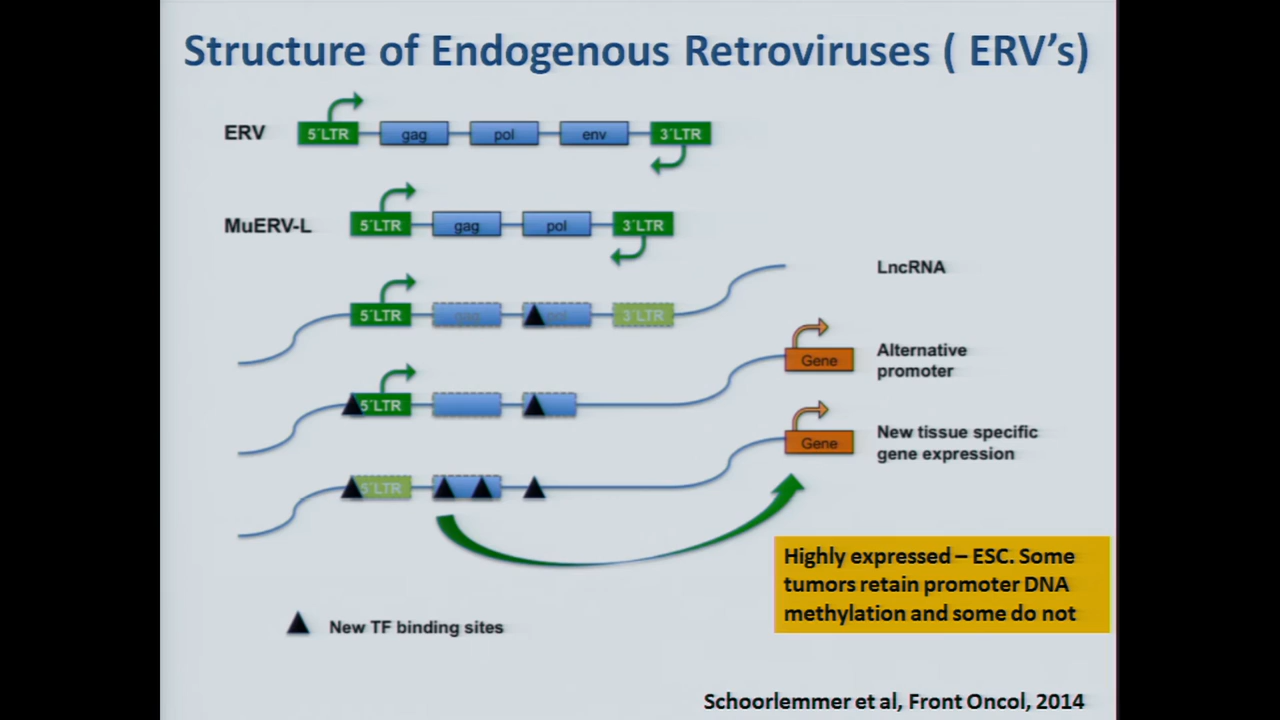 Structure of Endogenous Retroviruses ( ERV’s)
ERV 5´LTR gag pol env 3´LTR
MuERV-L 5´LTR gag pol 3´LTR
LncRNA
5´LTR gag pol 3´LTR
Alternative
promoter
Gene
5´LTR
New tissue specific
gene expression
Gene
5´LTR
Highly expressed – ESC. Some
tumors retain promoter DNA
methylation and some do not
New TF binding sites
Schoorlemmer et al, Front Oncol, 2014